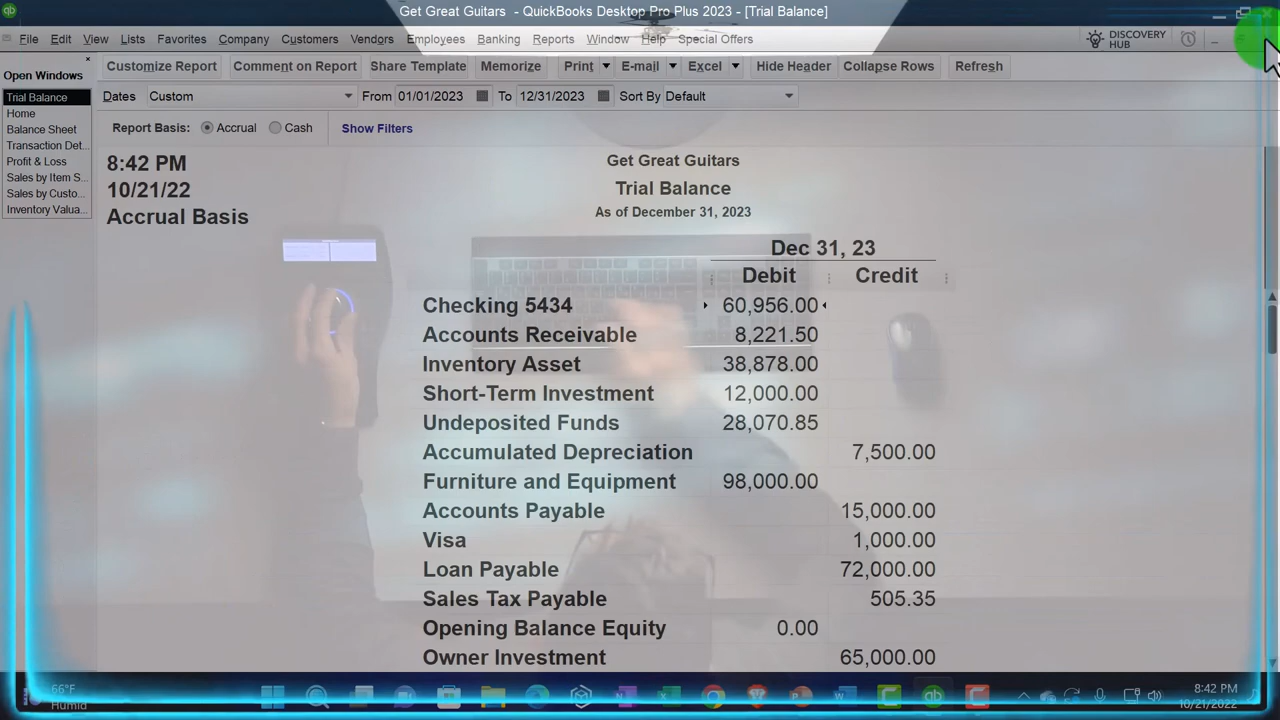 Get Great Guitars - QuickBooks Desktop Pro Plus 2023 - [Trial Balance]
File Edit View Lists Favorites Company Customers Vendors Employees Banking Reports Window Help Special Offers
DISCOVERY HUB
Open Windows
Trial Balance
Home
Balance Sheet
Transaction Det...
Profit & Loss
Sales by Item S...
Sales by Custo...
Inventory Valua...
Customize Report Comment on Report Share Template Memorize Print E-mail Excel Hide Header Collapse Rows Refresh
Dates Custom From 01/01/2023 To 12/31/2023 Sort By Default
Report Basis: Accrual Cash Show Filters
8:42 PM
10/21/22
Accrual Basis
Get Great Guitars
Trial Balance
As of December 31, 2023
Dec 31, 23
Debit Credit
Checking 5434 60,956.00
Accounts Receivable 8,221.50
Inventory Asset 38,878.00
Short-Term Investment 12,000.00
Undeposited Funds 28,070.85
Accumulated Depreciation 7,500.00
Furniture and Equipment 98,000.00
Accounts Payable 15,000.00
Visa 1,000.00
Loan Payable 72,000.00
Sales Tax Payable 505.35
Opening Balance Equity 0.00
Owner Investment 65,000.00
66°F
Humid
8:42 PM
10/21/2022